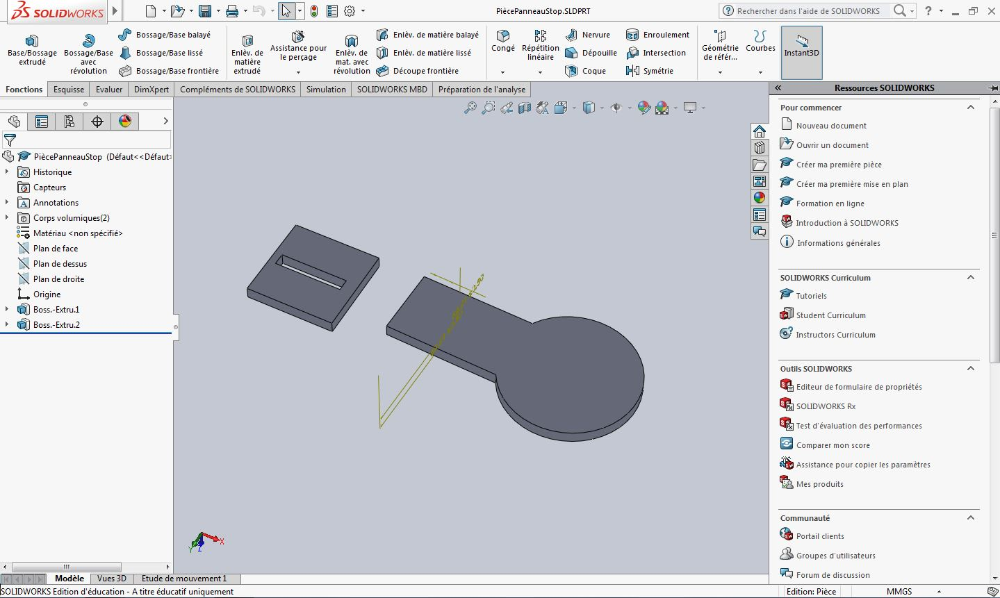 SOLIDWORKS
PiècePanneauStop.SLDPRT
Rechercher dans l'aide de SOLIDWORKS
Base/Bossage extrudé
Bossage/Base avec révolution
Bossage/Base balayé
Bossage/Base lissé
Bossage/Base frontière
Enlèv. de matière extrudé
Assistance pour le perçage
Enlèv. de mat. avec révolution
Enlèv. de matière balayé
Enlèv. de matière lissé
Découpe frontière
Congé
Répétition linéaire
Nervure
Dépouille
Coque
Enroulement
Intersection
Symétrie
Géométrie de référ...
Courbes
Instant3D
Fonctions
Esquisse
Evaluer
DimXpert
Compléments de SOLIDWORKS
Simulation
SOLIDWORKS MBD
Préparation de l'analyse
PiècePanneauStop (Défaut<<Défaut>
Historique
Capteurs
Annotations
Corps volumiques(2)
Matériau <non spécifié>
Plan de face
Plan de dessus
Plan de droite
Origine
Boss.-Extru.1
Boss.-Extru.2
X
Y
Z
Ressources SOLIDWORKS
Pour commencer
Nouveau document
Ouvrir un document
Créer ma première pièce
Créer ma première mise en plan
Formation en ligne
Introduction à SOLIDWORKS
Informations générales
SOLIDWORKS Curriculum
Tutoriels
Student Curriculum
Instructors Curriculum
Outils SOLIDWORKS
Editeur de formulaire de propriétés
SOLIDWORKS Rx
Test d'évaluation des performances
Comparer mon score
Assistance pour copier les paramètres
Mes produits
Communauté
Portail clients
Groupes d'utilisateurs
Forum de discussion
Modèle
Vues 3D
Etude de mouvement 1
SOLIDWORKS Edition d'éducation - A titre éducatif uniquement
Edition: Pièce
MMGS